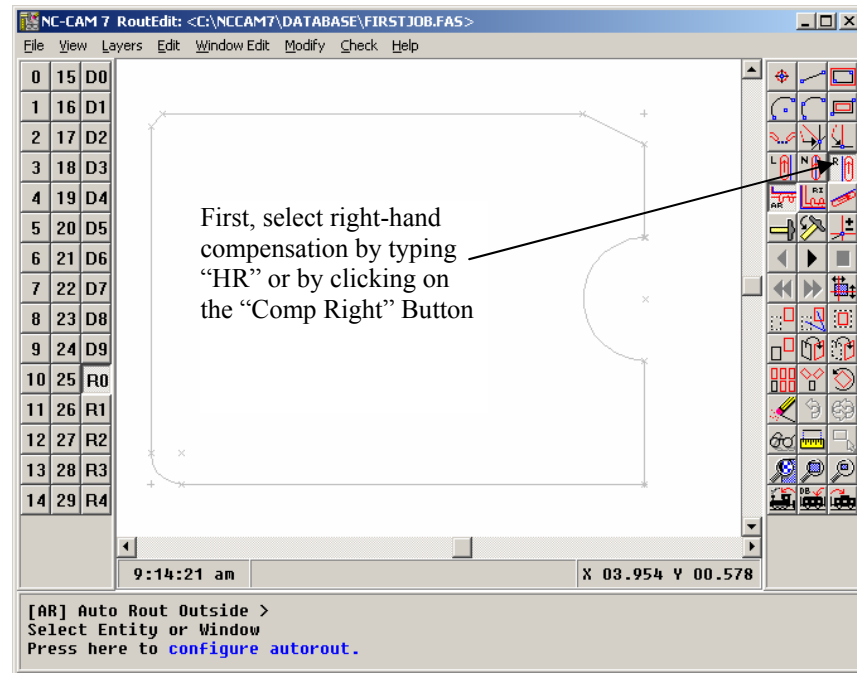 NC-CAM 7 RoutEdit: <C:\NCCAM7\DATABASE\FIRSTJOB.FAS>
File View Layers Edit Window Edit Modify Check Help
0 15 D0
1 16 D1
2 17 D2
3 18 D3
4 19 D4
5 20 D5
6 21 D6
7 22 D7
8 23 D8
9 24 D9
10 25 R0
11 26 R1
12 27 R2
13 28 R3
14 29 R4
First, select right-hand
compensation by typing
“HR” or by clicking on
the “Comp Right” Button
L N R
AR RI
DB
9:14:21 am
X 03.954 Y 00.578
[AR] Auto Rout Outside >
Select Entity or Window
Press here to configure autorout.